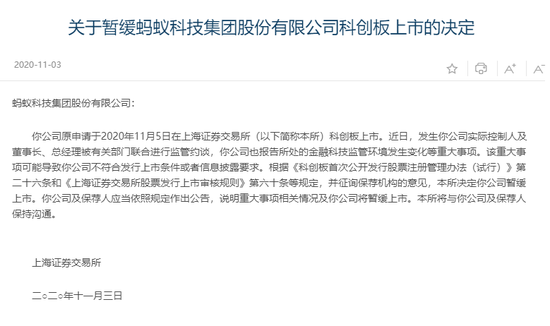 关于暂缓蚂蚁科技集团股份有限公司科创板上市的决定
2020-11-03
A+
A-
蚂蚁科技集团股份有限公司：
你公司原申请于2020年11月5日在上海证券交易所（以下简称本所）科创板上市。近日，发生你公司实际控制人及
董事长、总经理被有关部门联合进行监管约谈，你公司也报告所处的金融科技监管环境发生变化等重大事项。该重大事
项可能导致你公司不符合发行上市条件或者信息披露要求。根据《科创板首次公开发行股票注册管理办法（试行）》第
二十六条和《上海证券交易所股票发行上市审核规则》第六十条等规定，并征询保荐机构的意见，本所决定你公司暂缓
上市。你公司及保荐人应当依照规定作出公告，说明重大事项相关情况及你公司将暂缓上市。本所将与你公司及保荐人
保持沟通。
上海证券交易所
二○二○年十一月三日